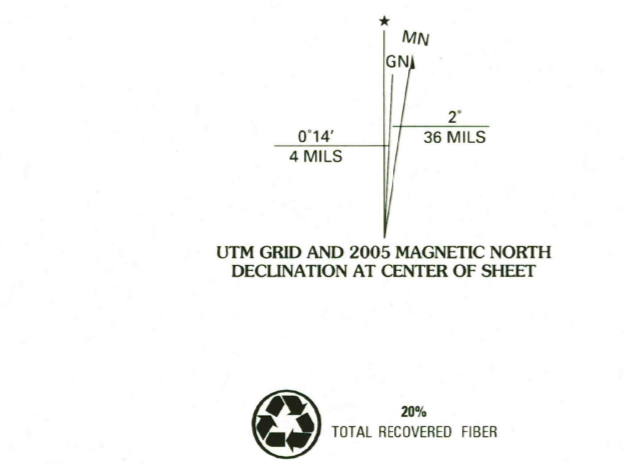 ★
MN
GN
0°14′
4 MILS
2°
36 MILS
UTM GRID AND 2005 MAGNETIC NORTH
DECLINATION AT CENTER OF SHEET
20%
TOTAL RECOVERED FIBER